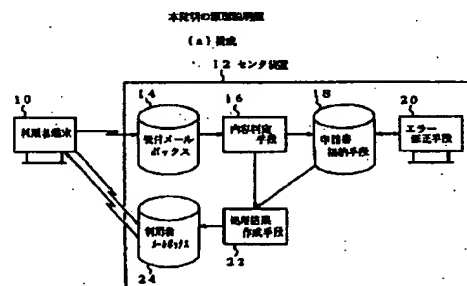 本発明の原理説明図
(a) 構成
12 センタ装置
10
14
16
18
20
利用者端末
受付メール
ボックス
内容判定
手段
申請書
格納手段
エラー
修正手段
利用者
メールボックス
処理結果
作成手段
24
22